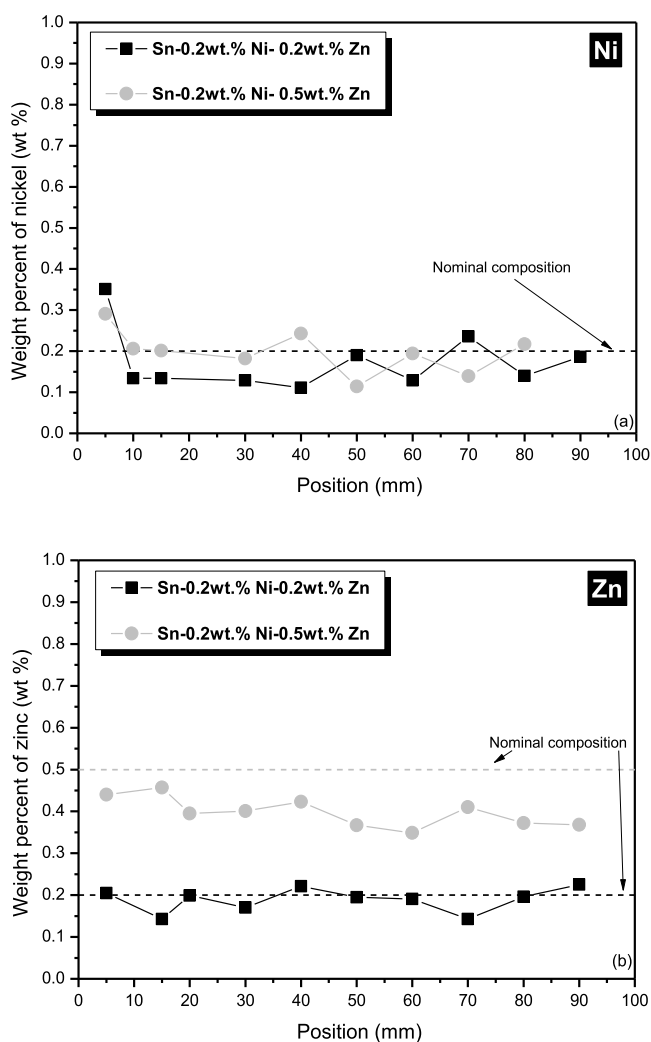 1.0
0.9
0.8
0.7
0.6
0.5
0.4
0.3
0.2
0.1
0.0
Weight percent of nickel (wt %)
Sn-0.2wt.% Ni- 0.2wt.% Zn
Sn-0.2wt.% Ni- 0.5wt.% Zn
Ni
Nominal composition
(a)
0 10 20 30 40 50 60 70 80 90 100
Position (mm)
1.0
0.9
0.8
0.7
0.6
0.5
0.4
0.3
0.2
0.1
0.0
Weight percent of zinc (wt %)
Sn-0.2wt.% Ni-0.2wt.% Zn
Sn-0.2wt.% Ni-0.5wt.% Zn
Zn
Nominal composition
(b)
0 10 20 30 40 50 60 70 80 90 100
Position (mm)